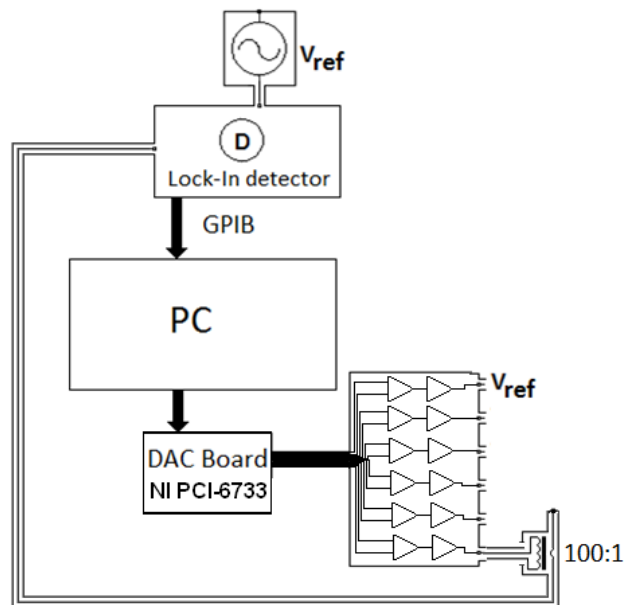 Vref
D
Lock-In detector
GPIB
PC
DAC Board
NI PCI-6733
Vref
100:1